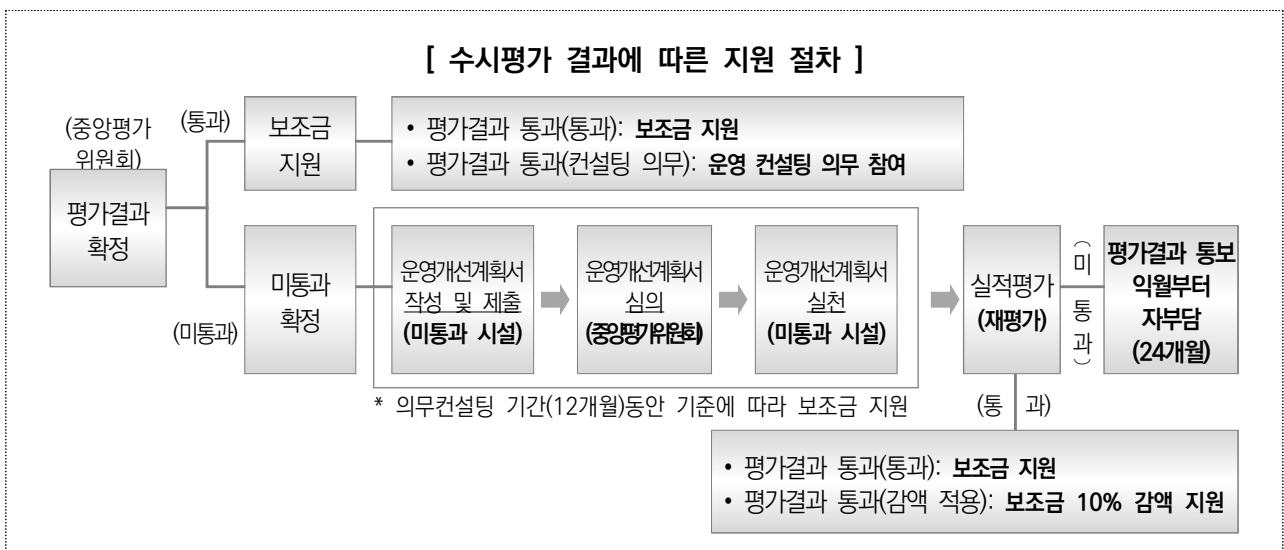 [ 수시평가 결과에 따른 지원 절차 ]
(중앙평가
위원회)
평가결과
확정
(통과)
보조금
지원
• 평가결과 통과(통과): 보조금 지원
• 평가결과 통과(컨설팅 의무): 운영 컨설팅 의무 참여
(미통과)
미통과
확정
운영개선계획서
작성 및 제출
(미통과 시설)
운영개선계획서
심의
(중앙평가위원회)
운영개선계획서
실천
(미통과 시설)
* 의무컨설팅 기간(12개월)동안 기준에 따라 보조금 지원
실적평가
(재평가)
(미통과)
평가결과 통보
익월부터
자부담
(24개월)
(통과)
• 평가결과 통과(통과): 보조금 지원
• 평가결과 통과(감액 적용): 보조금 10% 감액 지원